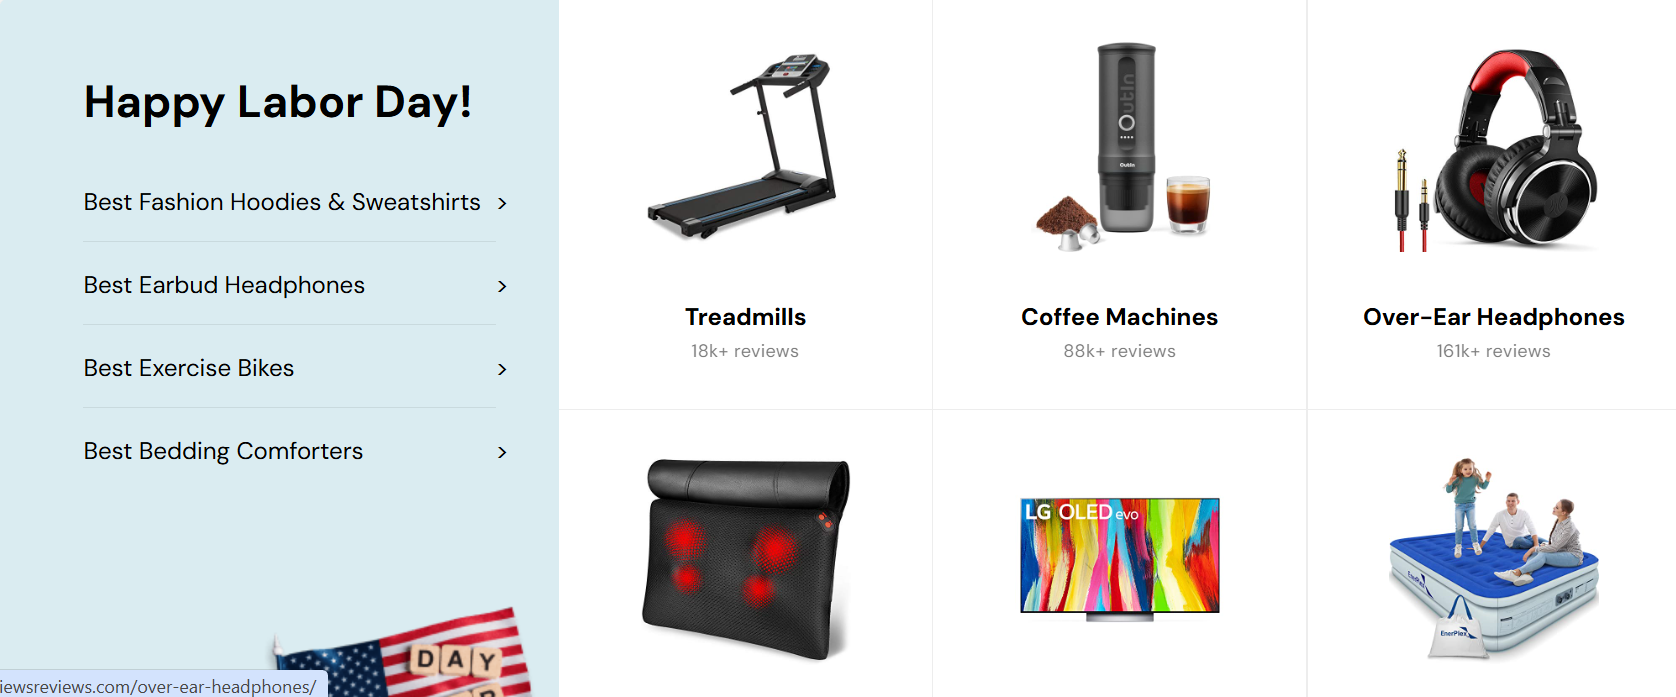 Happy Labor Day!
Best Fashion Hoodies & Sweatshirts
Best Earbud Headphones
Best Exercise Bikes
Best Bedding Comforters
DAY
iewsreviews.com/over-ear-headphones/
OutIn
OutIn
Treadmills
18k+ reviews
Coffee Machines
88k+ reviews
Over-Ear Headphones
161k+ reviews
LG OLED evo
EnerPlex
EnerPlex